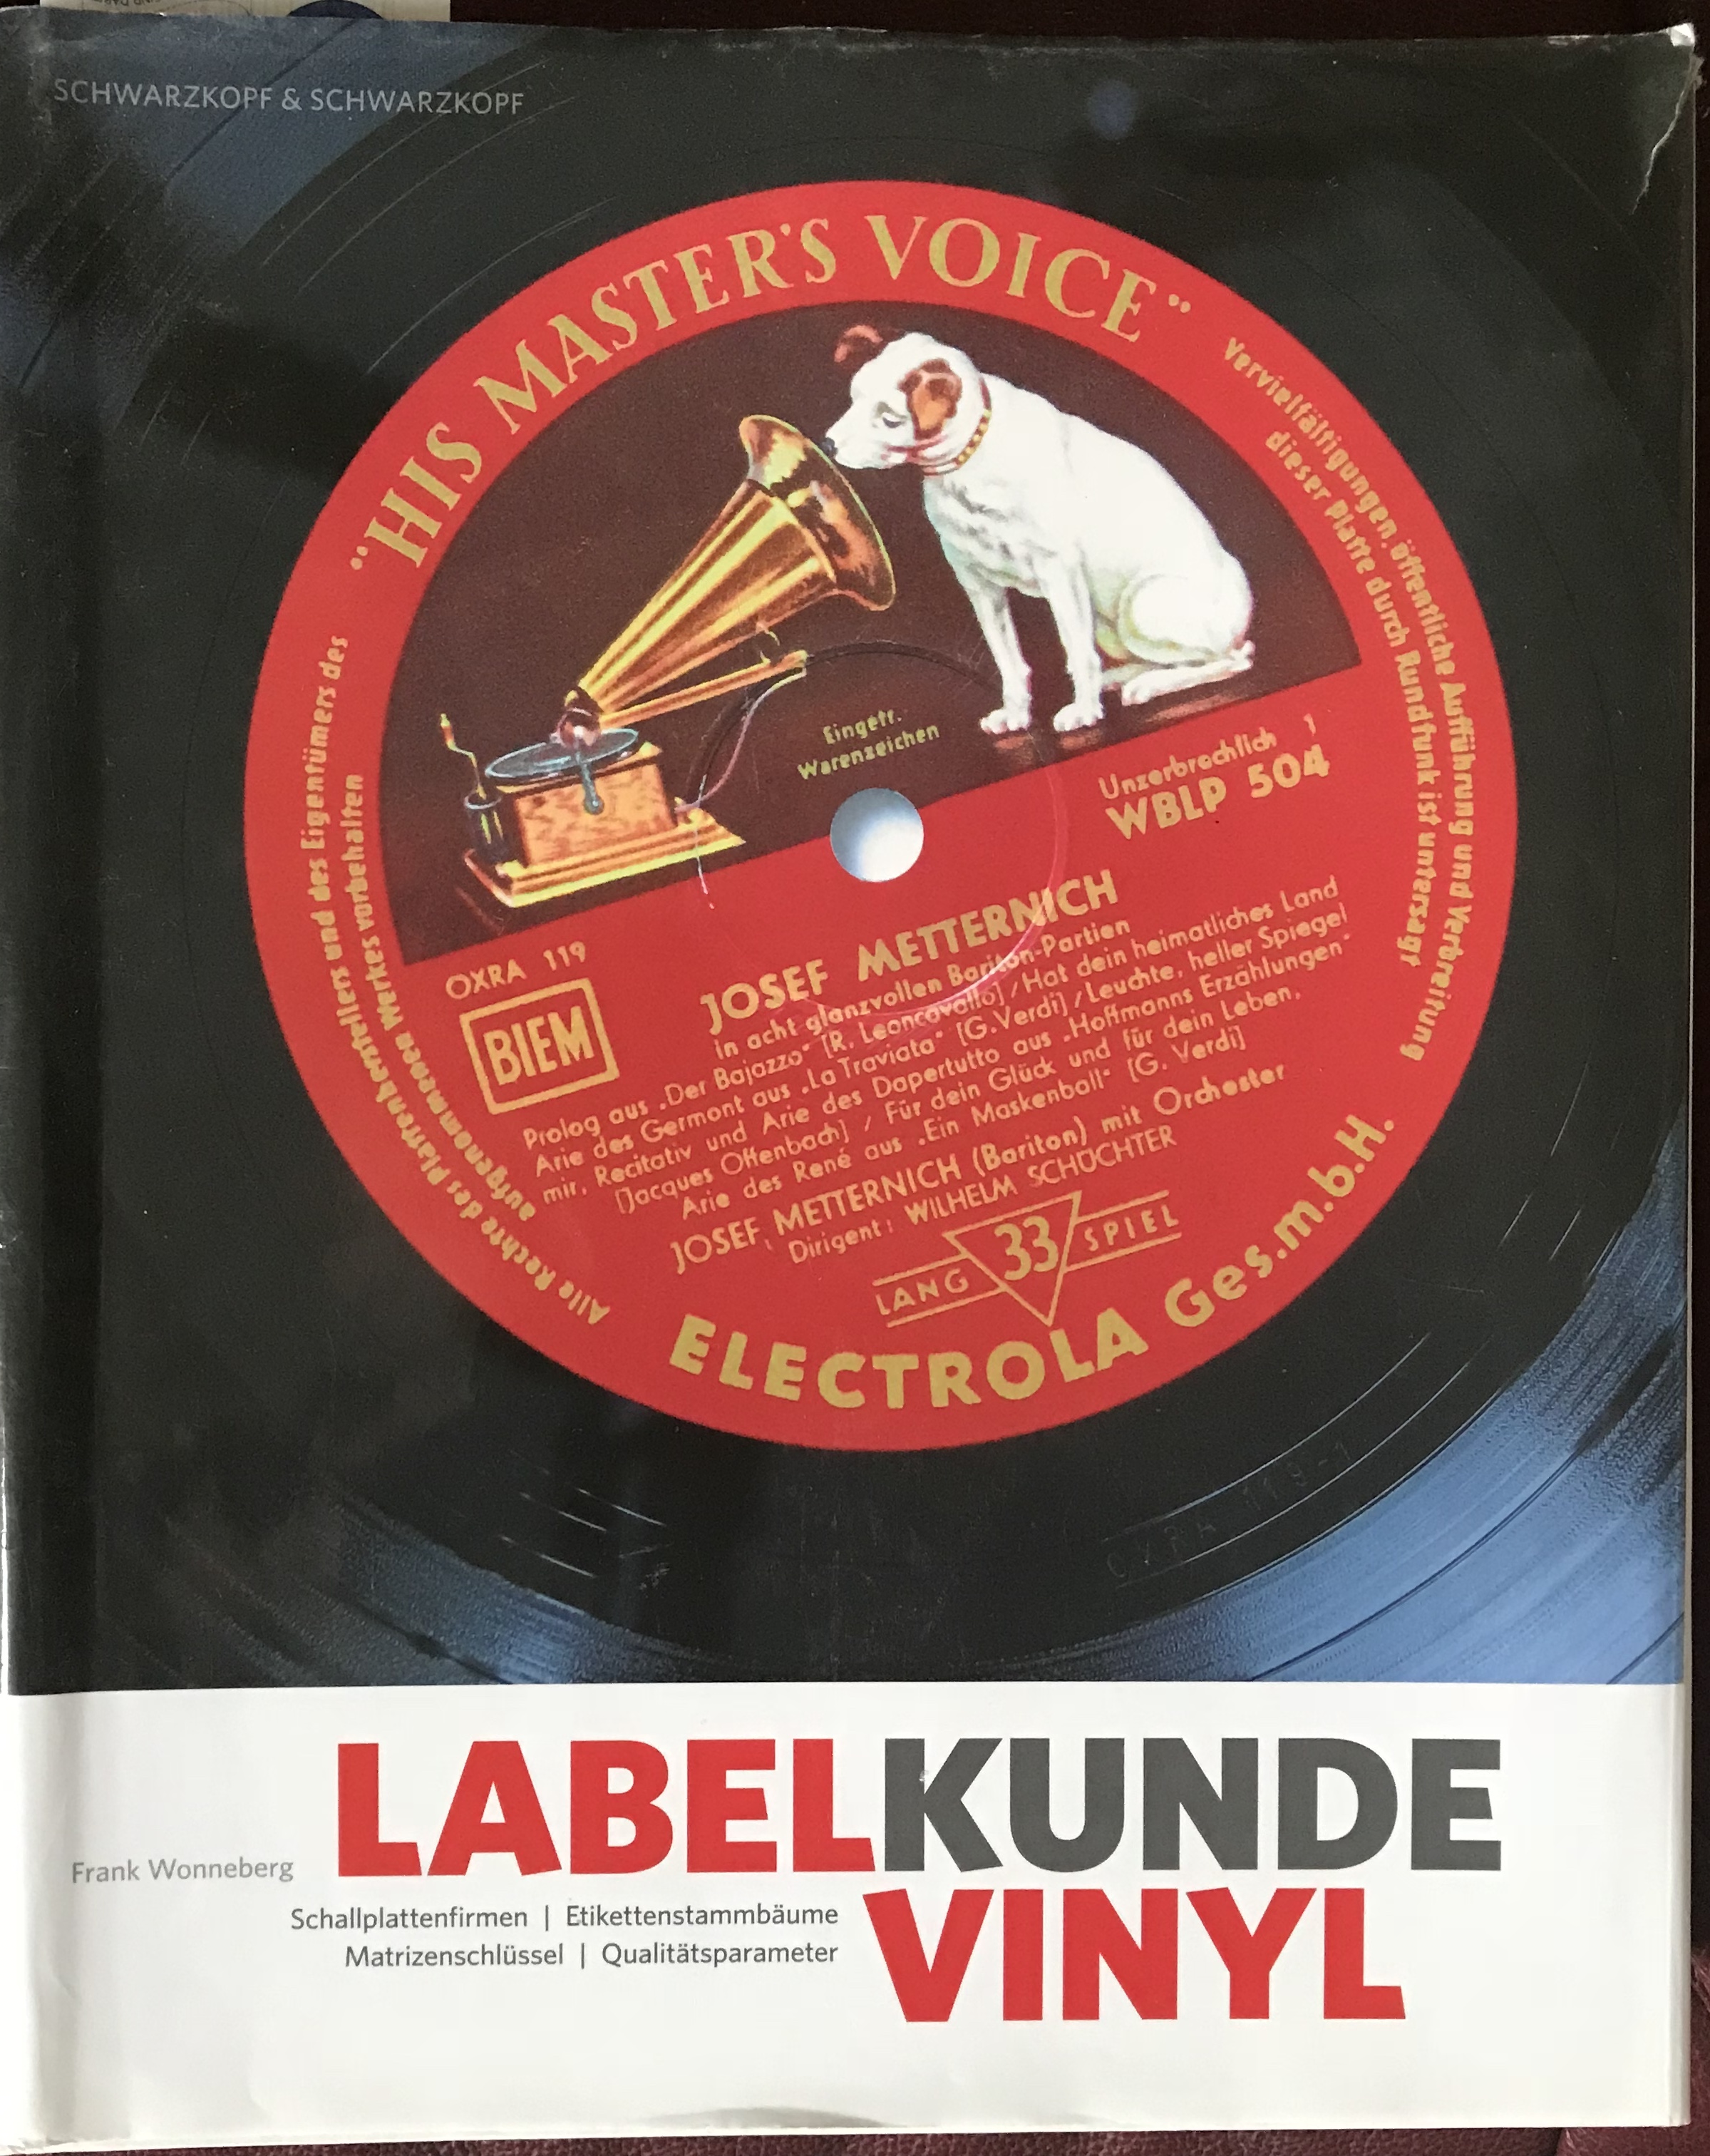 SCHWARZKOPF & SCHWARZKOPF
"HIS MASTER'S VOICE"
Vervielfältigungen, öffentliche Aufführung und Verbreitung
dieser Platte durch Rundfunk ist untersagt
Alle Rechte des Plattenherstellers und des Eigentümers des
aufgenommenen Werkes vorbehalten
Eingetr.
Warenzeichen
Unzerbrechlich 1
WBLP 504
OXRA 119
BIEM
JOSEF METTERNICH
in acht glanzvollen Bariton-Partien
Prolog aus „Der Bajazzo" [R. Leoncavallo] / Hat dein heimatliches Land
Arie des Germont aus „La Traviata" [G. Verdi] / Leuchte, heller Spiegel
mir, Recitativ und Arie des Dapertutto aus „Hoffmanns Erzählungen"
[Jacques Offenbach] / Für dein Glück und für dein Leben,
Arie des René aus „Ein Maskenball" [G. Verdi]
JOSEF METTERNICH (Bariton) mit Orchester
Dirigent: WILHELM SCHÜCHTER
LANG 33 SPIEL
ELECTROLA Ges.m.b.H.
LABELKUNDE
Frank Wonneberg
VINYL
Schallplattenfirmen | Etikettenstammbäume
Matrizenschlüssel | Qualitätsparameter